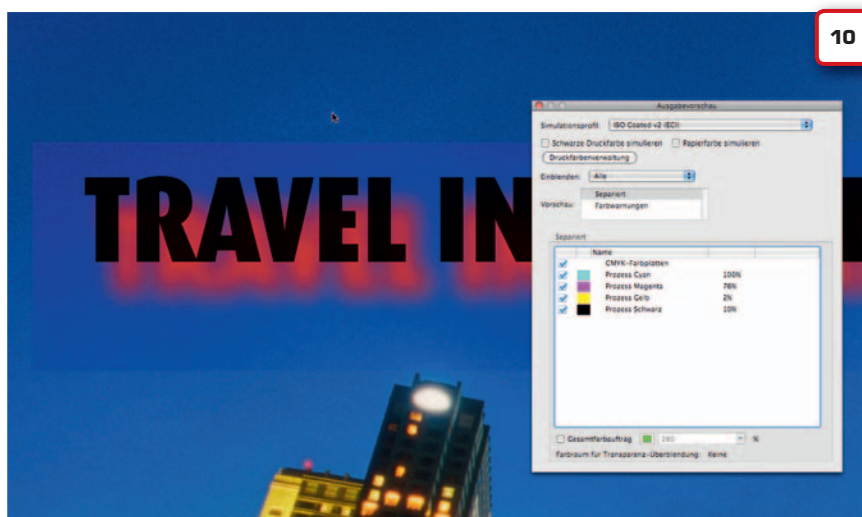 10
TRAVEL IN
Ausgabevorschau
Simulationsprofil: ISO Coated v2 (ECI)
Schwarze Druckfarbe simulieren Papierfarbe simulieren
Druckfarbenverwaltung
Einblenden: Alle
Separiert
Vorschau: Farbwarnungen
Separiert
Name
CMYK-Farbplatten
Prozess Cyan 100%
Prozess Magenta 76%
Prozess Gelb 2%
Prozess Schwarz 10%
Gesamtfarbauftrag 280 %
Farbraum für Transparenz-Überblendung: Keine